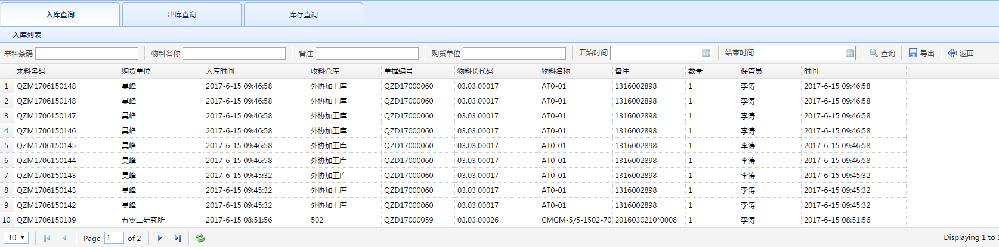 入库查询 出库查询 库存查询
入库列表
来料条码 物料名称 备注 购货单位 开始时间 结束时间 查询 导出 返回
来料条码 购货单位 入库时间 收料仓库 单据编号 物料长代码 物料名称 备注 数量 保管员 时间
1 QZM1706150148 昊峰 2017-6-15 09:46:58 外协加工库 QZD17000060 03.03.00017 AT0-01 1316002898 1 李涛 2017-6-15 09:46:58
2 QZM1706150148 昊峰 2017-6-15 09:46:58 外协加工库 QZD17000060 03.03.00017 AT0-01 1316002898 1 李涛 2017-6-15 09:46:58
3 QZM1706150147 昊峰 2017-6-15 09:46:58 外协加工库 QZD17000060 03.03.00017 AT0-01 1316002898 1 李涛 2017-6-15 09:46:58
4 QZM1706150146 昊峰 2017-6-15 09:46:58 外协加工库 QZD17000060 03.03.00017 AT0-01 1316002898 1 李涛 2017-6-15 09:46:58
5 QZM1706150145 昊峰 2017-6-15 09:46:58 外协加工库 QZD17000060 03.03.00017 AT0-01 1316002898 1 李涛 2017-6-15 09:46:58
6 QZM1706150144 昊峰 2017-6-15 09:46:58 外协加工库 QZD17000060 03.03.00017 AT0-01 1316002898 1 李涛 2017-6-15 09:46:58
7 QZM1706150143 昊峰 2017-6-15 09:45:32 外协加工库 QZD17000060 03.03.00017 AT0-01 1316002898 1 李涛 2017-6-15 09:45:32
8 QZM1706150143 昊峰 2017-6-15 09:45:32 外协加工库 QZD17000060 03.03.00017 AT0-01 1316002898 1 李涛 2017-6-15 09:45:32
9 QZM1706150142 昊峰 2017-6-15 09:45:32 外协加工库 QZD17000060 03.03.00017 AT0-01 1316002898 1 李涛 2017-6-15 09:45:32
10 QZM1706150139 五零二研究所 2017-6-15 08:51:56 502 QZD17000059 03.03.00026 CMGM-5/5-1502-70 2016030210*0008 1 李涛 2017-6-15 08:51:56
10 Page 1 of 2 Displaying 1 to